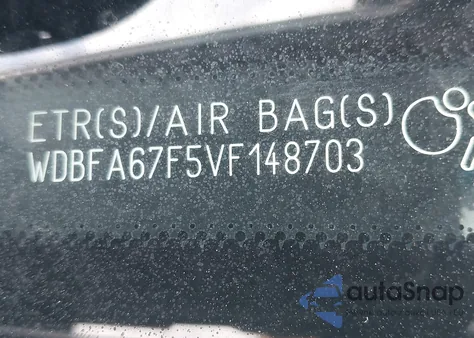 ETR(S)/AIR BAG(S)
WDBFA67F5VF148703
autoSnap